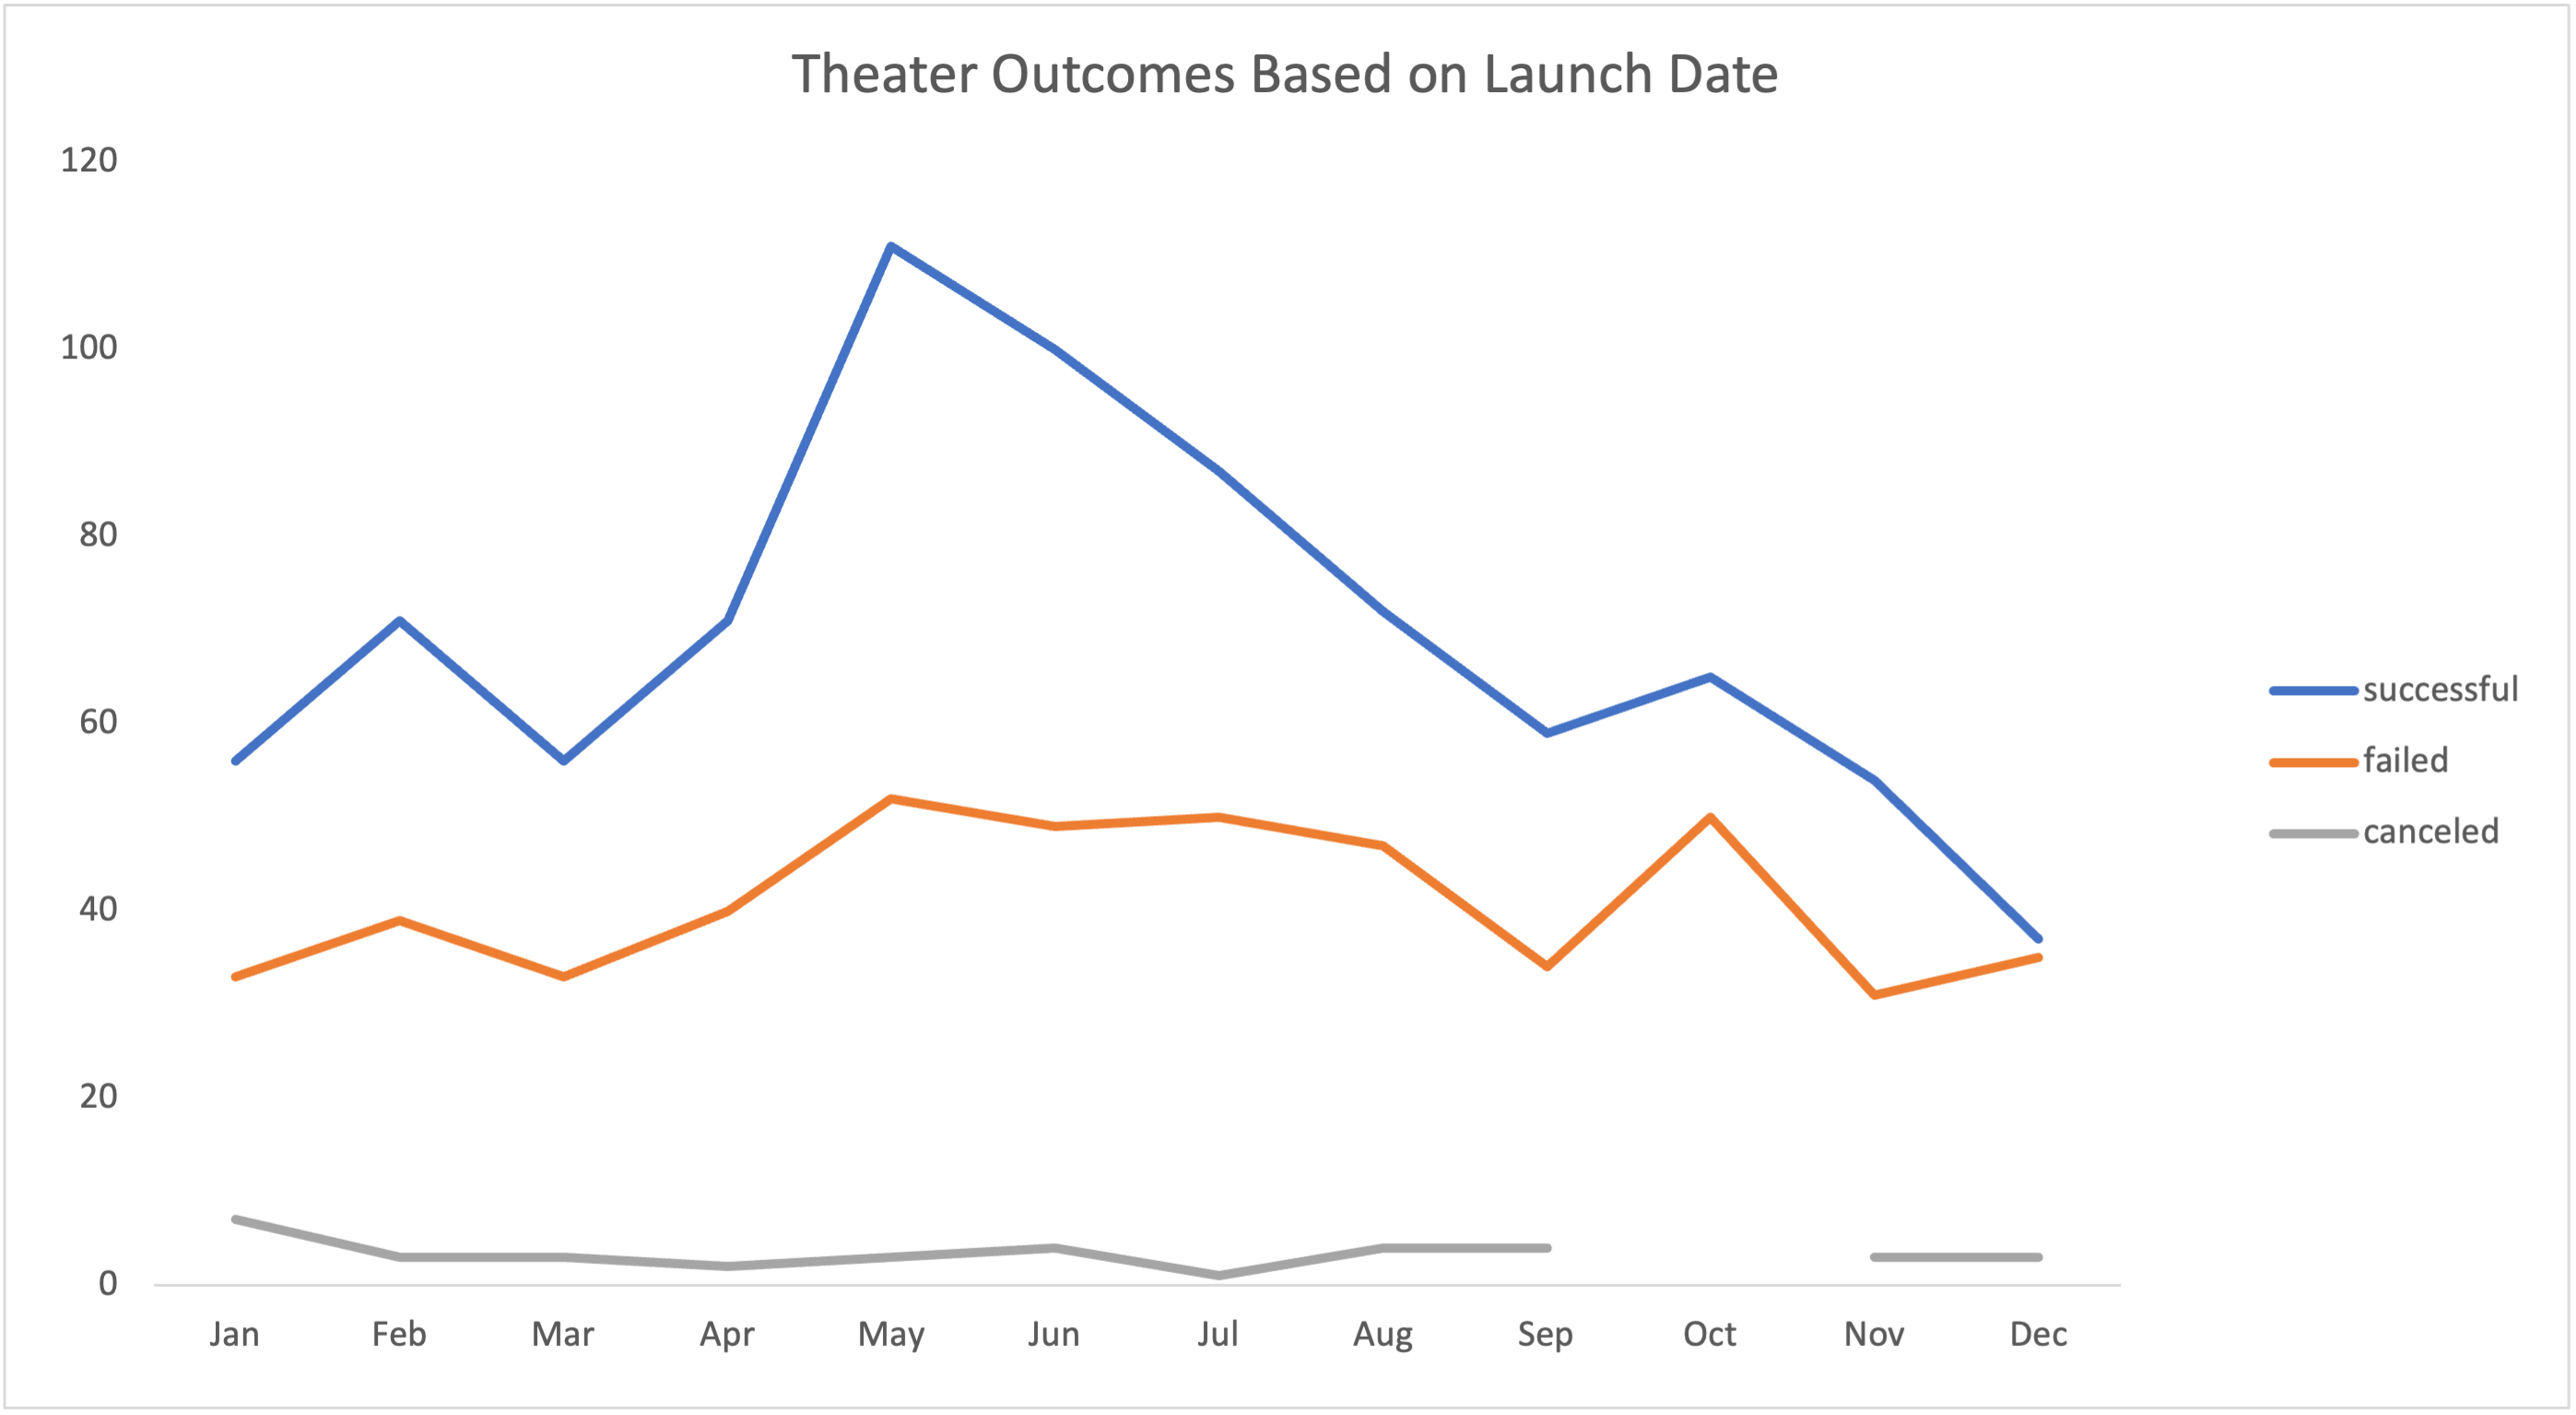 Theater Outcomes Based on Launch Date
120
100
80
60
40
20
0
Jan Feb Mar Apr May Jun Jul Aug Sep Oct Nov Dec
successful
failed
canceled